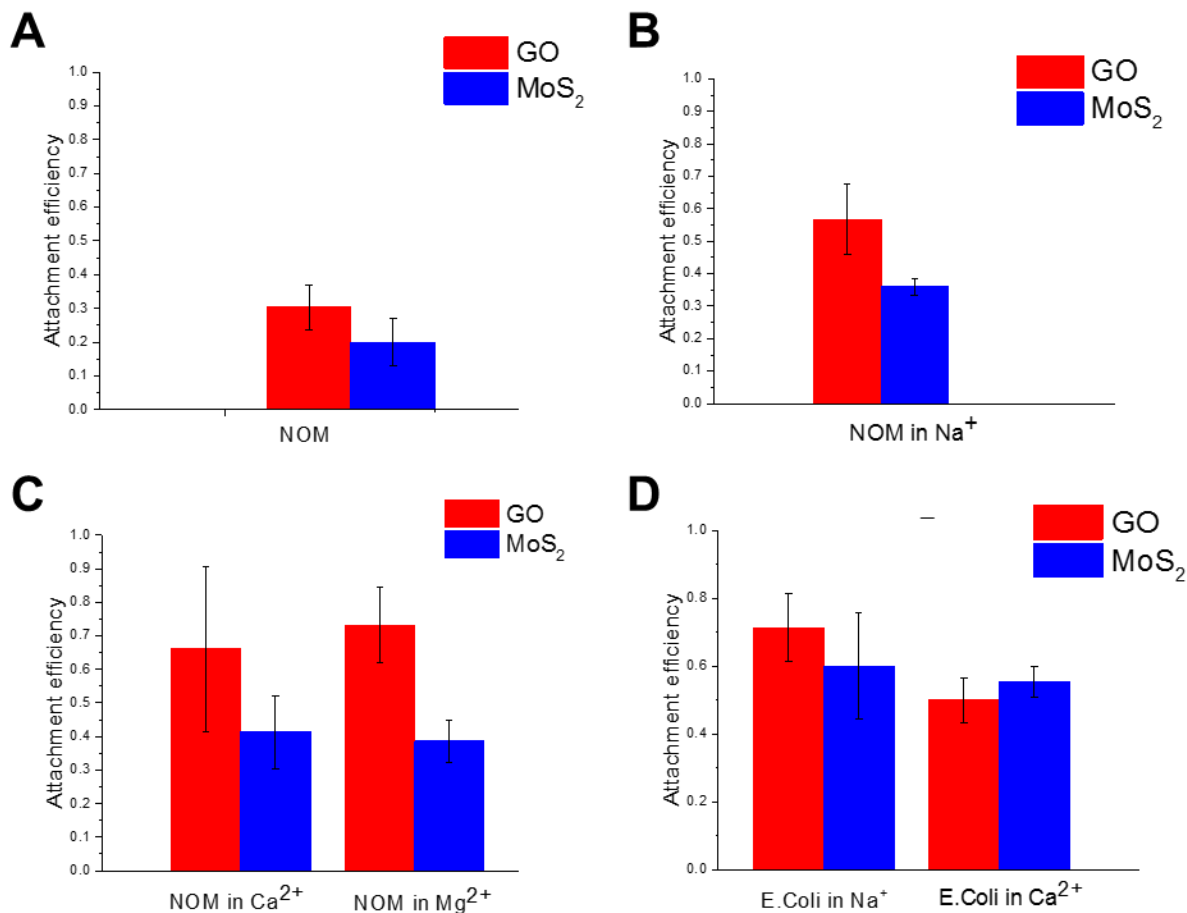 A
GO
MoS₂
Attachment efficiency
1.0
0.9
0.8
0.7
0.6
0.5
0.4
0.3
0.2
0.1
0.0
NOM
B
GO
MoS₂
Attachment efficiency
1.0
0.9
0.8
0.7
0.6
0.5
0.4
0.3
0.2
0.1
0.0
NOM in Na⁺
C
GO
MoS₂
Attachment efficiency
1.0
0.9
0.8
0.7
0.6
0.5
0.4
0.3
0.2
0.1
0.0
NOM in Ca²⁺ NOM in Mg²⁺
D
GO
MoS₂
Attachment efficiency
1.0
0.8
0.6
0.4
0.2
0.0
E.Coli in Na⁺ E.Coli in Ca²⁺